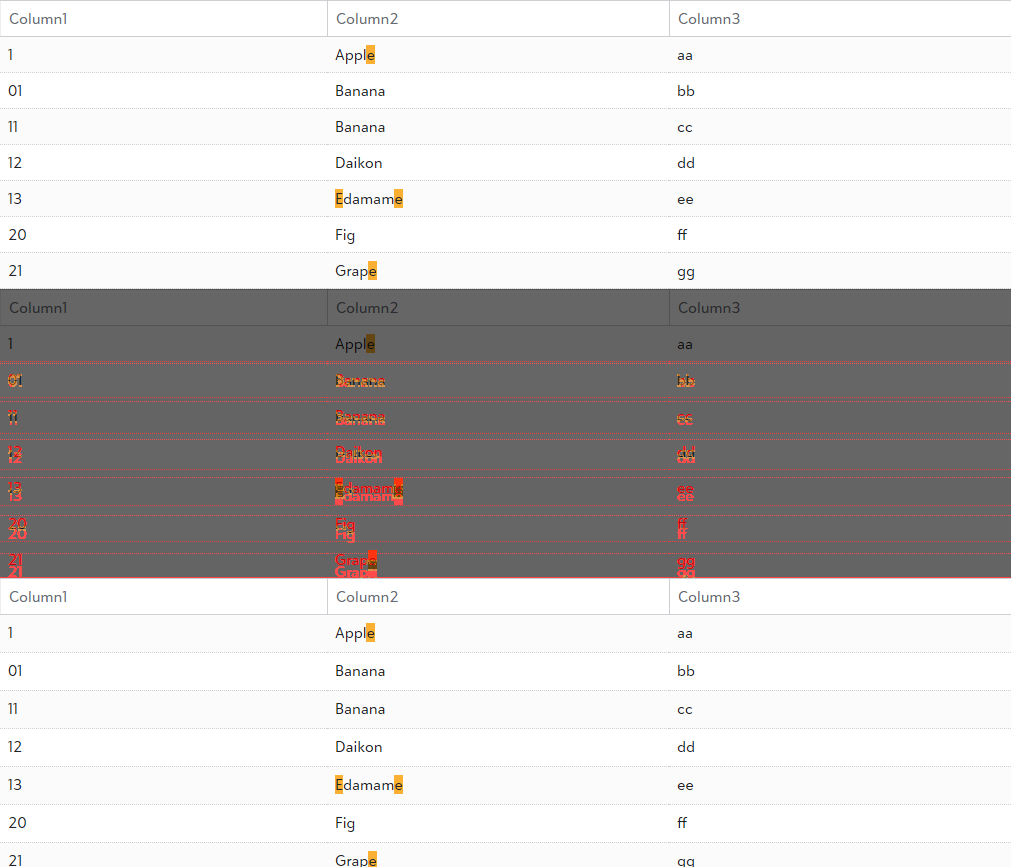 Column1 Column2 Column3
1 Apple aa
01 Banana bb
11 Banana cc
12 Daikon dd
13 Edamame ee
20 Fig ff
21 Grape gg
Column1 Column2 Column3
1 Apple aa
01 Banana bb
11 Banana cc
12 Daikon dd
13 Edamame ee
20 Fig ff
21 Grape gg
Column1 Column2 Column3
1 Apple aa
01 Banana bb
11 Banana cc
12 Daikon dd
13 Edamame ee
20 Fig ff
21 Grape gg